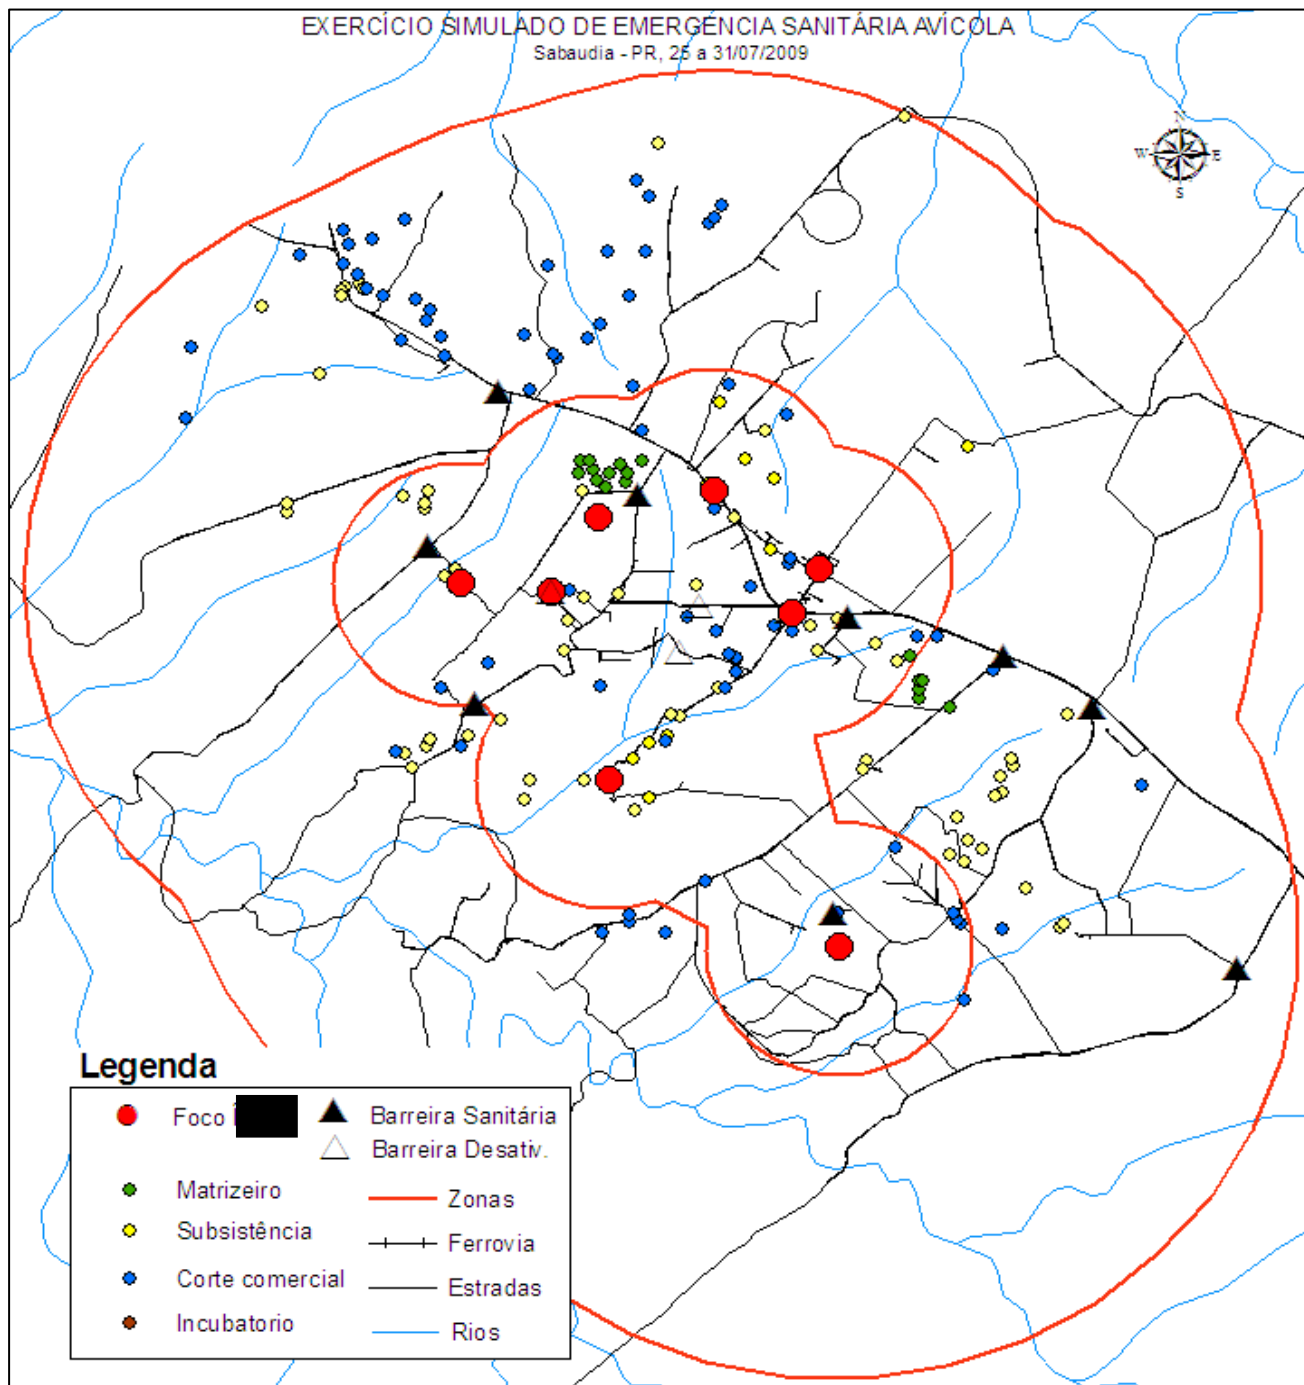 EXERCÍCIO SIMULADO DE EMERGÊNCIA SANITÁRIA AVÍCOLA
Sabaudia - PR, 25 a 31/07/2009
N
W E
S
Legenda
Foco
Barreira Sanitária
Barreira Desativ.
Matrizeiro
Zonas
Subsistência
Ferrovia
Corte comercial
Estradas
Incubatorio
Rios